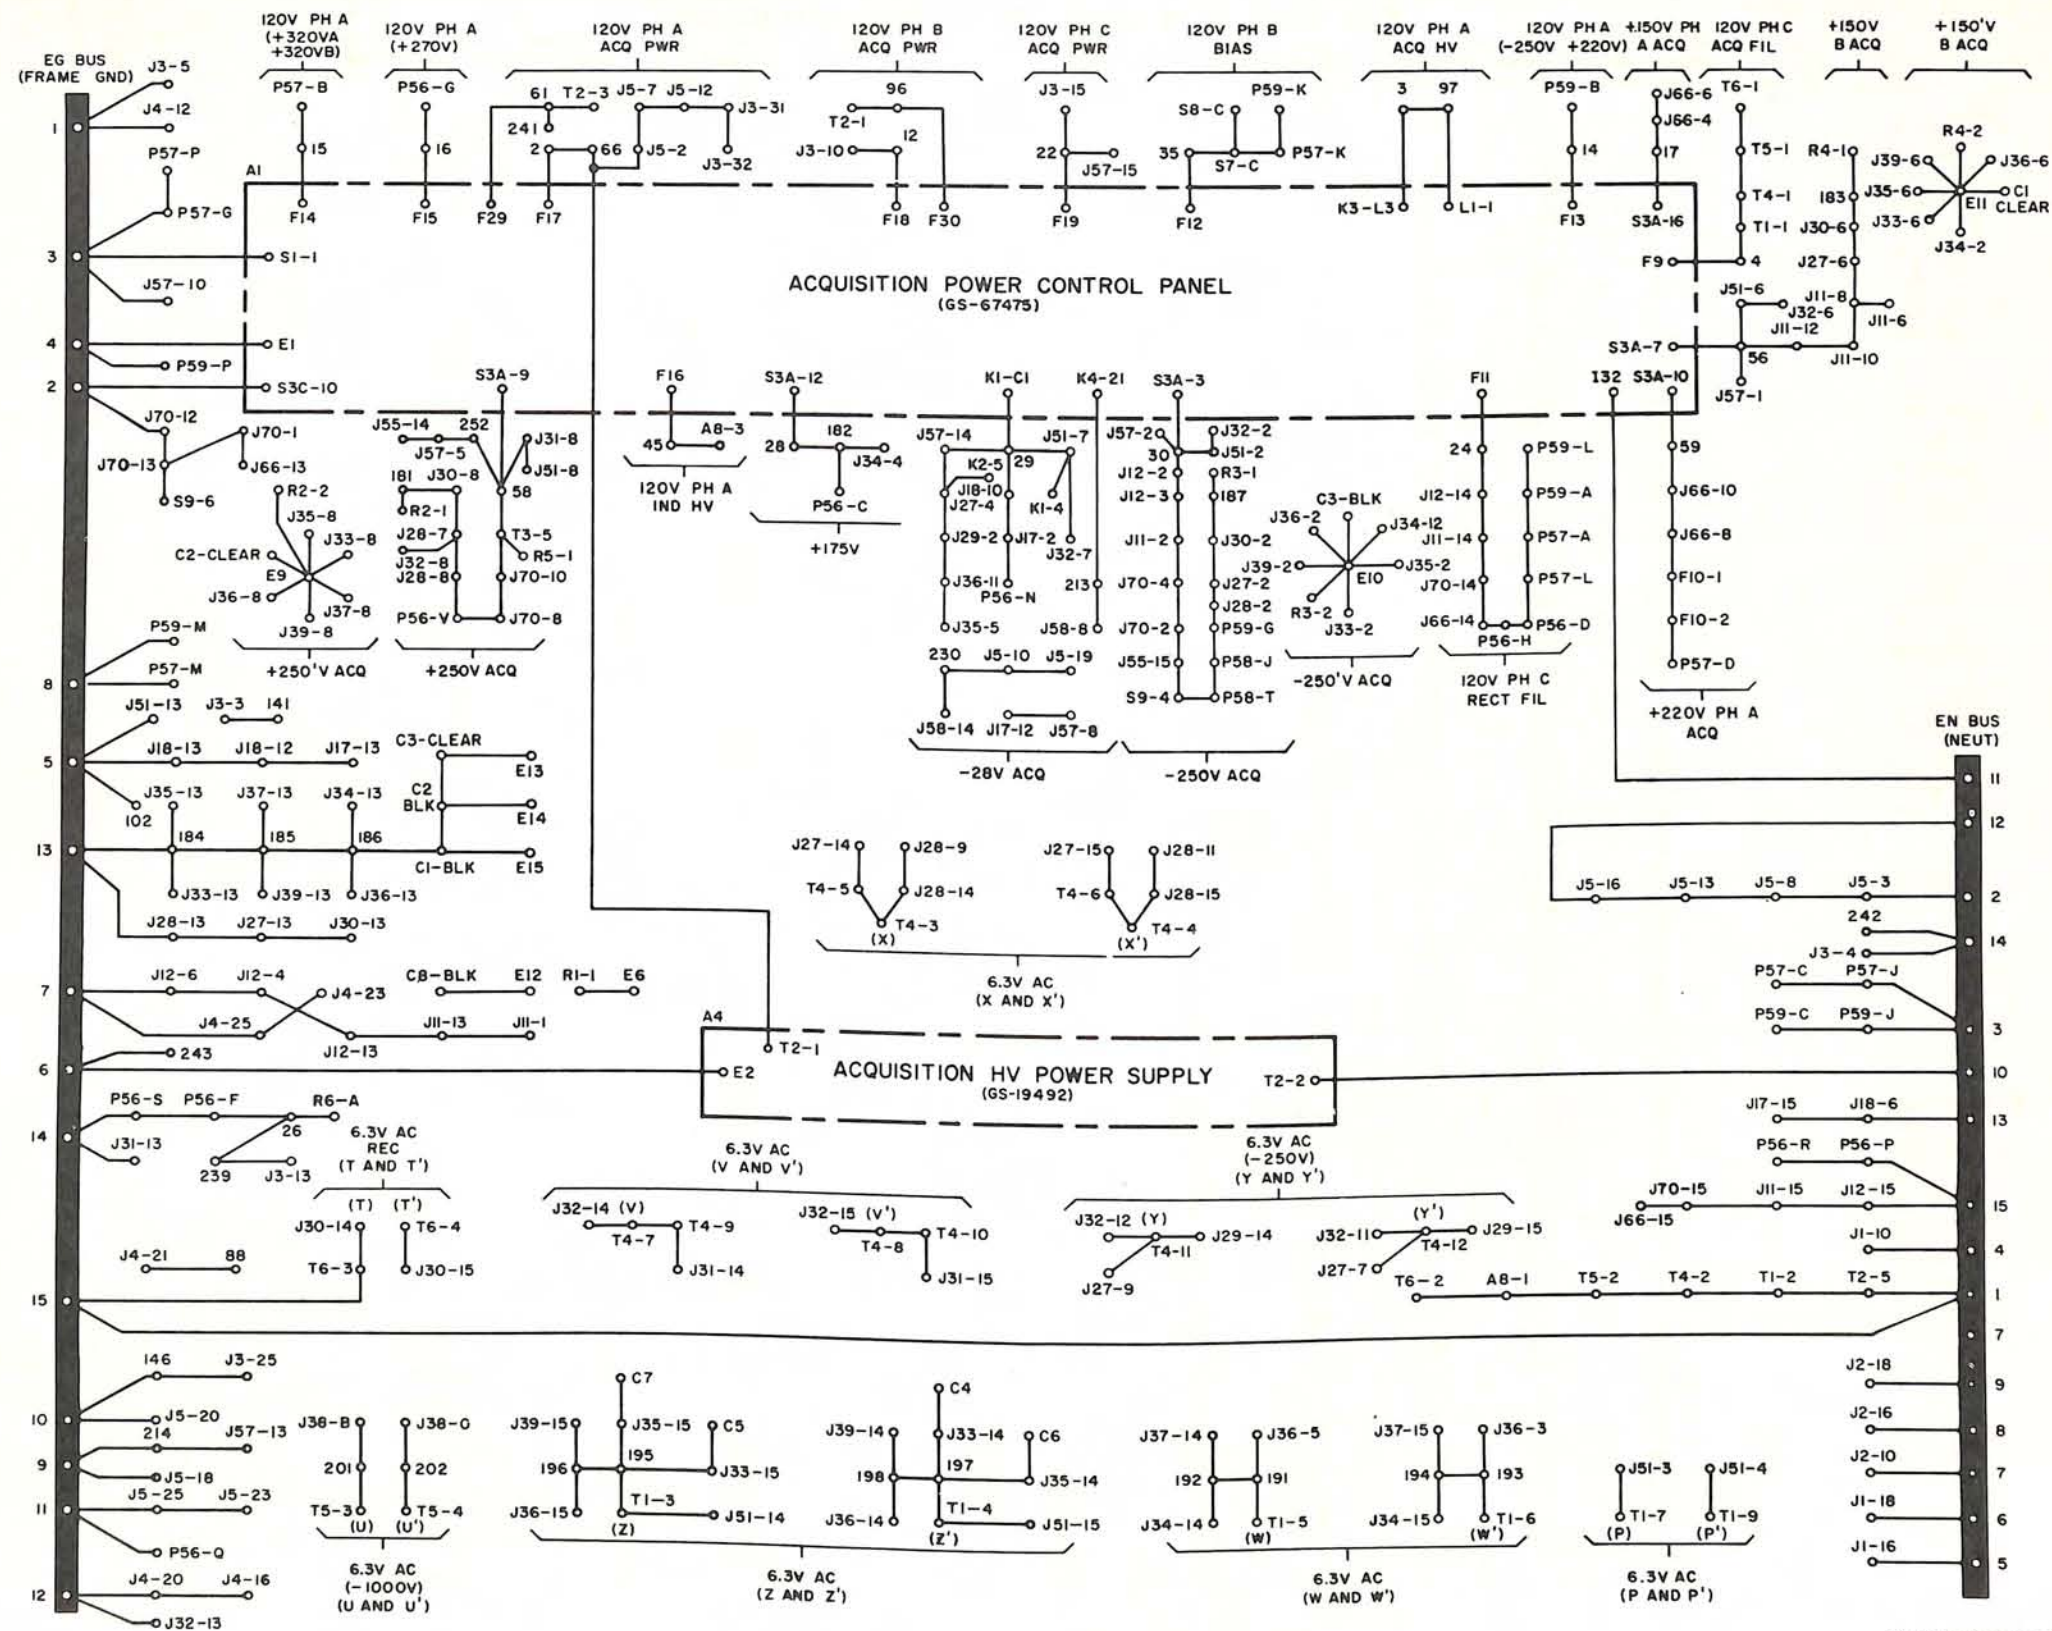 EG BUS
(FRAME GND)
120V PH A
(+320VA
+320VB)
120V PH A
(+270V)
120V PH A
ACQ PWR
120V PH B
ACQ PWR
120V PH C
ACQ PWR
120V PH B
BIAS
120V PH A
ACQ HV
120V PH A
(-250V +220V)
+150V PH
A ACQ
120V PH C
ACQ FIL
+150V
B ACQ
+150'V
B ACQ
J3-5
J4-12
1
P57-P
P57-G
3
S1-1
J57-10
4
E1
P59-P
2
S3C-10
A1
P57-B
15
F14
P56-G
16
F15
61 T2-3
241
2
66
J5-7 J5-12
J3-31
J5-2
J3-32
F29
F17
96
T2-1
12
J3-10
F18
F30
J3-15
22
J57-15
F19
S8-C
P59-K
35
S7-C
P57-K
F12
3 97
K3-L3
L1-1
P59-B
14
F13
J66-6
J66-4
17
S3A-16
T6-1
T5-1
T4-1
T1-1
F9
4
R4-1
183
J30-6
J27-6
J11-8
J11-6
J11-10
J51-6
J32-6
J11-12
S3A-7
56
J57-1
R4-2
J39-6
J36-6
J35-6
C1
CLEAR
E11
J33-6
J34-2
ACQUISITION POWER CONTROL PANEL
(GS-67475)
J70-12
J70-1
J70-13
J66-13
S9-6
R2-2
J35-8
J33-8
C2-CLEAR
E9
J36-8
J37-8
J39-8
+250'V ACQ
S3A-9
J55-14
252
J57-5
J31-8
J51-8
181 J30-8
R2-1
58
J28-7
T3-5
J32-8
R5-1
J28-8
J70-10
P56-V
J70-8
+250V ACQ
F16
45
A8-3
120V PH A
IND HV
S3A-12
28
182
J34-4
P56-C
+175V
K1-C1
K4-21
J57-14
29
J51-7
K2-5
J18-10
J27-4
K1-4
J29-2
J17-2
J32-7
J36-11
P56-N
213
J35-5
J58-8
230 J5-10 J5-19
J58-14 J17-12 J57-8
-28V ACQ
S3A-3
J57-2
J32-2
30
J51-2
J12-2
R3-1
J12-3
187
J11-2
J30-2
J70-4
J27-2
J28-2
J70-2
P59-G
J55-15
P58-J
S9-4
P58-T
-250V ACQ
C3-BLK
J36-2
J34-12
J39-2
J35-2
E10
R3-2
J33-2
-250'V ACQ
F11
24
P59-L
J12-14
P59-A
J11-14
P57-A
J70-14
P57-L
J66-14
P56-D
P56-H
120V PH C
RECT FIL
132 S3A-10
59
J66-10
J66-8
F10-1
F10-2
P57-D
+220V PH A
ACQ
EN BUS
(NEUT)
P59-M
8
P57-M
J51-13
J3-3 141
5
J18-13 J18-12 J17-13
102
J35-13 J37-13 J34-13
13
184 185 186
J33-13 J39-13 J36-13
J28-13 J27-13 J30-13
C3-CLEAR
E13
C2
BLK
E14
C1-BLK
E15
11
12
J5-16 J5-13 J5-8 J5-3
2
242
14
J3-4
P57-C P57-J
P59-C P59-J
3
10
J27-14
J28-9
T4-5
J28-14
T4-3
(X)
J27-15
J28-11
T4-6
J28-15
T4-4
(X')
6.3V AC
(X AND X')
7
J12-6 J12-4
J4-23
J4-25
J12-13
J11-13 J11-1
C8-BLK E12
R1-1 E6
243
6
A4
T2-1
E2
ACQUISITION HV POWER SUPPLY
(GS-19492)
T2-2
P56-S P56-F R6-A
14
J31-13
26
239 J3-13
6.3V AC
REC
(T AND T')
(T) (T')
J30-14
T6-4
T6-3
J30-15
J4-21 88
15
6.3V AC
(V AND V')
J32-14 (V)
T4-9
T4-7
J31-14
J32-15 (V')
T4-10
T4-8
J31-15
6.3V AC
(-250V)
(Y AND Y')
J32-12 (Y)
J29-14
T4-11
J27-9
(Y')
J32-11
J29-15
T4-12
J27-7
J17-15 J18-6
13
P56-R P56-P
J70-15 J11-15 J12-15
J66-15
15
J1-10
4
T6-2 A8-1 T5-2 T4-2 T1-2 T2-5
1
7
146 J3-25
10
J5-20
214 J57-13
9
J5-18
J5-25 J5-23
11
P56-Q
J4-20 J4-16
12
J32-13
J38-B
J38-G
201
202
T5-3
T5-4
(U) (U')
6.3V AC
(-1000V)
(U AND U')
C7
J39-15
J35-15
C5
195
196
J33-15
J36-15
T1-3
J51-14
(Z)
C4
J39-14
J33-14
C6
197
198
J35-14
J36-14
T1-4
J51-15
(Z')
6.3V AC
(Z AND Z')
J37-14
J36-5
192
191
J34-14
T1-5
(W)
J37-15
J36-3
194
193
J34-15
T1-6
(W')
6.3V AC
(W AND W')
J51-3
J51-4
T1-7
T1-9
(P) (P')
6.3V AC
(P AND P')
J2-18
9
J2-16
8
J2-10
7
J1-18
6
J1-16
5